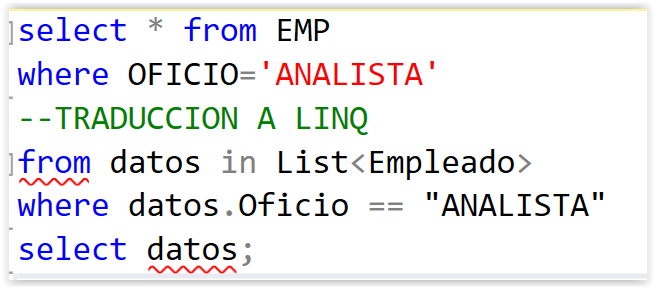 select * from EMP
where OFICIO='ANALISTA'
--TRADUCCION A LINQ
from datos in List<Empleado>
where datos.Oficio == "ANALISTA"
select datos;